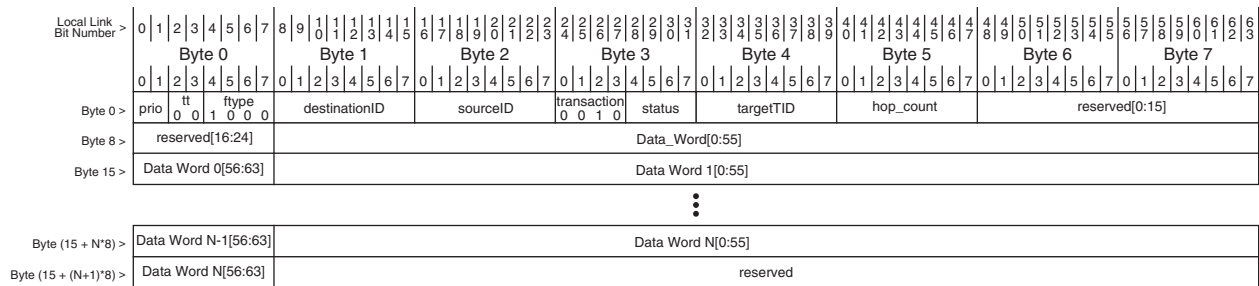 Local Link
Bit Number > 0 1 2 3 4 5 6 7 8 9 10 11 12 13 14 15 16 17 18 19 20 21 22 23 24 25 26 27 28 29 30 31 32 33 34 35 36 37 38 39 40 41 42 43 44 45 46 47 48 49 50 51 52 53 54 55 56 57 58 59 60 61 62 63
Byte 0 Byte 1 Byte 2 Byte 3 Byte 4 Byte 5 Byte 6 Byte 7
0 1 2 3 4 5 6 7 0 1 2 3 4 5 6 7 0 1 2 3 4 5 6 7 0 1 2 3 4 5 6 7 0 1 2 3 4 5 6 7 0 1 2 3 4 5 6 7 0 1 2 3 4 5 6 7 0 1 2 3 4 5 6 7
Byte 0 > prio tt 0 0 ftype 1 0 0 0 destinationID sourceID transaction 0 0 1 0 status targetTID hop_count reserved[0:15]
Byte 8 > reserved[16:24] Data_Word[0:55]
Byte 15 > Data Word 0[56:63] Data Word 1[0:55]
Byte (15 + N*8) > Data Word N-1[56:63] Data Word N[0:55]
Byte (15 + (N+1)*8) > Data Word N[56:63] reserved